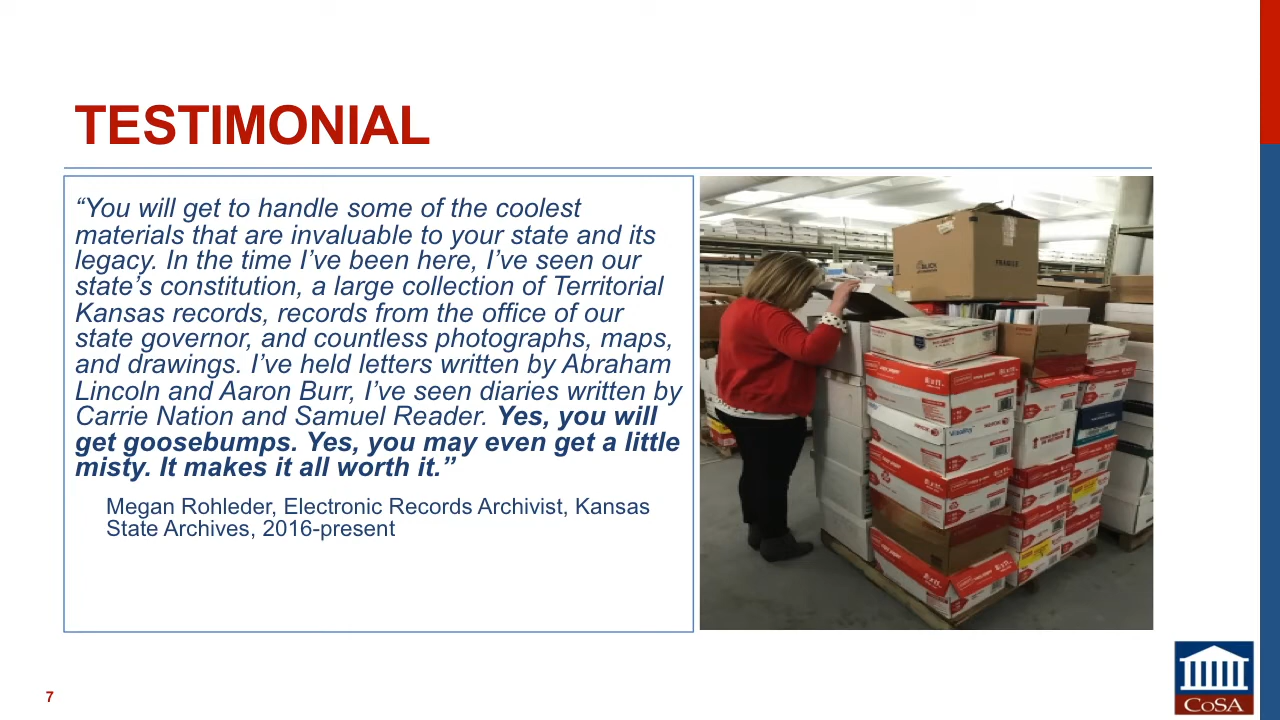 TESTIMONIAL
“You will get to handle some of the coolest
materials that are invaluable to your state and its
legacy. In the time I’ve been here, I’ve seen our
state’s constitution, a large collection of Territorial
Kansas records, records from the office of our
state governor, and countless photographs, maps,
and drawings. I’ve held letters written by Abraham
Lincoln and Aaron Burr, I’ve seen diaries written by
Carrie Nation and Samuel Reader. Yes, you will
get goosebumps. Yes, you may even get a little
misty. It makes it all worth it.”
Megan Rohleder, Electronic Records Archivist, Kansas
State Archives, 2016-present
BLICK
FRAGILE
7
CoSA